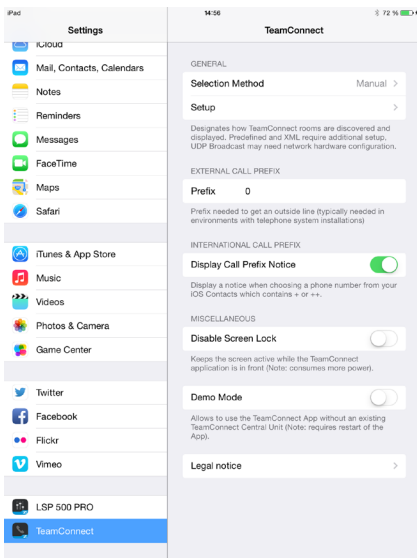 iPad 14:56 72 %
Settings
TeamConnect
iCloud
Mail, Contacts, Calendars
Notes
Reminders
Messages
FaceTime
Maps
Safari
iTunes & App Store
Music
Videos
Photos & Camera
Game Center
Twitter
Facebook
Flickr
Vimeo
LSP 500 PRO
TeamConnect
GENERAL
Selection Method Manual
Setup
Designates how TeamConnect rooms are discovered and
displayed. Predefined and XML require additional setup.
UDP Broadcast may need network hardware configuration.
EXTERNAL CALL PREFIX
Prefix 0
Prefix needed to get an outside line (typically needed in
environments with telephone system installations)
INTERNATIONAL CALL PREFIX
Display Call Prefix Notice
Display a notice when choosing a phone number from your
iOS Contacts which contains + or ++.
MISCELLANEOUS
Disable Screen Lock
Keeps the screen active while the TeamConnect
application is in front (Note: consumes more power).
Demo Mode
Allows to use the TeamConnect App without an existing
TeamConnect Central Unit (Note: requires restart of the
App).
Legal notice